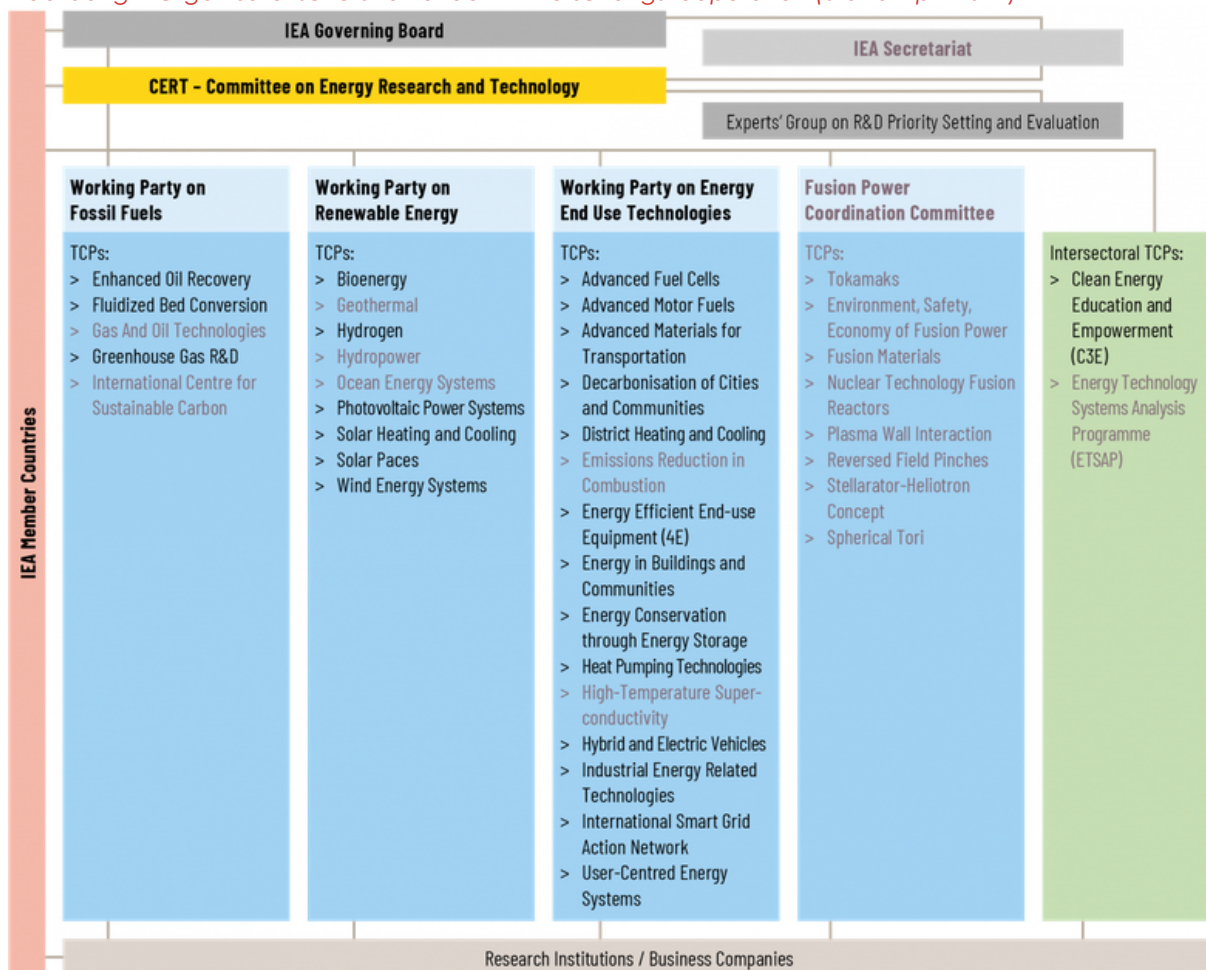 IEA Governing Board
IEA Secretariat
CERT – Committee on Energy Research and Technology
Experts' Group on R&D Priority Setting and Evaluation
IEA Member Countries
Working Party on
Fossil Fuels
TCPs:
> Enhanced Oil Recovery
> Fluidized Bed Conversion
> Gas And Oil Technologies
> Greenhouse Gas R&D
> International Centre for
Sustainable Carbon
Working Party on
Renewable Energy
TCPs:
> Bioenergy
> Geothermal
> Hydrogen
> Hydropower
> Ocean Energy Systems
> Photovoltaic Power Systems
> Solar Heating and Cooling
> Solar Paces
> Wind Energy Systems
Working Party on Energy
End Use Technologies
TCPs:
> Advanced Fuel Cells
> Advanced Motor Fuels
> Advanced Materials for
Transportation
> Decarbonisation of Cities
and Communities
> District Heating and Cooling
> Emissions Reduction in
Combustion
> Energy Efficient End-use
Equipment (4E)
> Energy in Buildings and
Communities
> Energy Conservation
through Energy Storage
> Heat Pumping Technologies
> High-Temperature Super-
conductivity
> Hybrid and Electric Vehicles
> Industrial Energy Related
Technologies
> International Smart Grid
Action Network
> User-Centred Energy
Systems
Fusion Power
Coordination Committee
TCPs:
> Tokamaks
> Environment, Safety,
Economy of Fusion Power
> Fusion Materials
> Nuclear Technology Fusion
Reactors
> Plasma Wall Interaction
> Reversed Field Pinches
> Stellarator-Heliotron
Concept
> Spherical Tori
Intersectoral TCPs:
> Clean Energy
Education and
Empowerment
(C3E)
> Energy Technology
Systems Analysis
Programme
(ETSAP)
Research Institutions / Business Companies